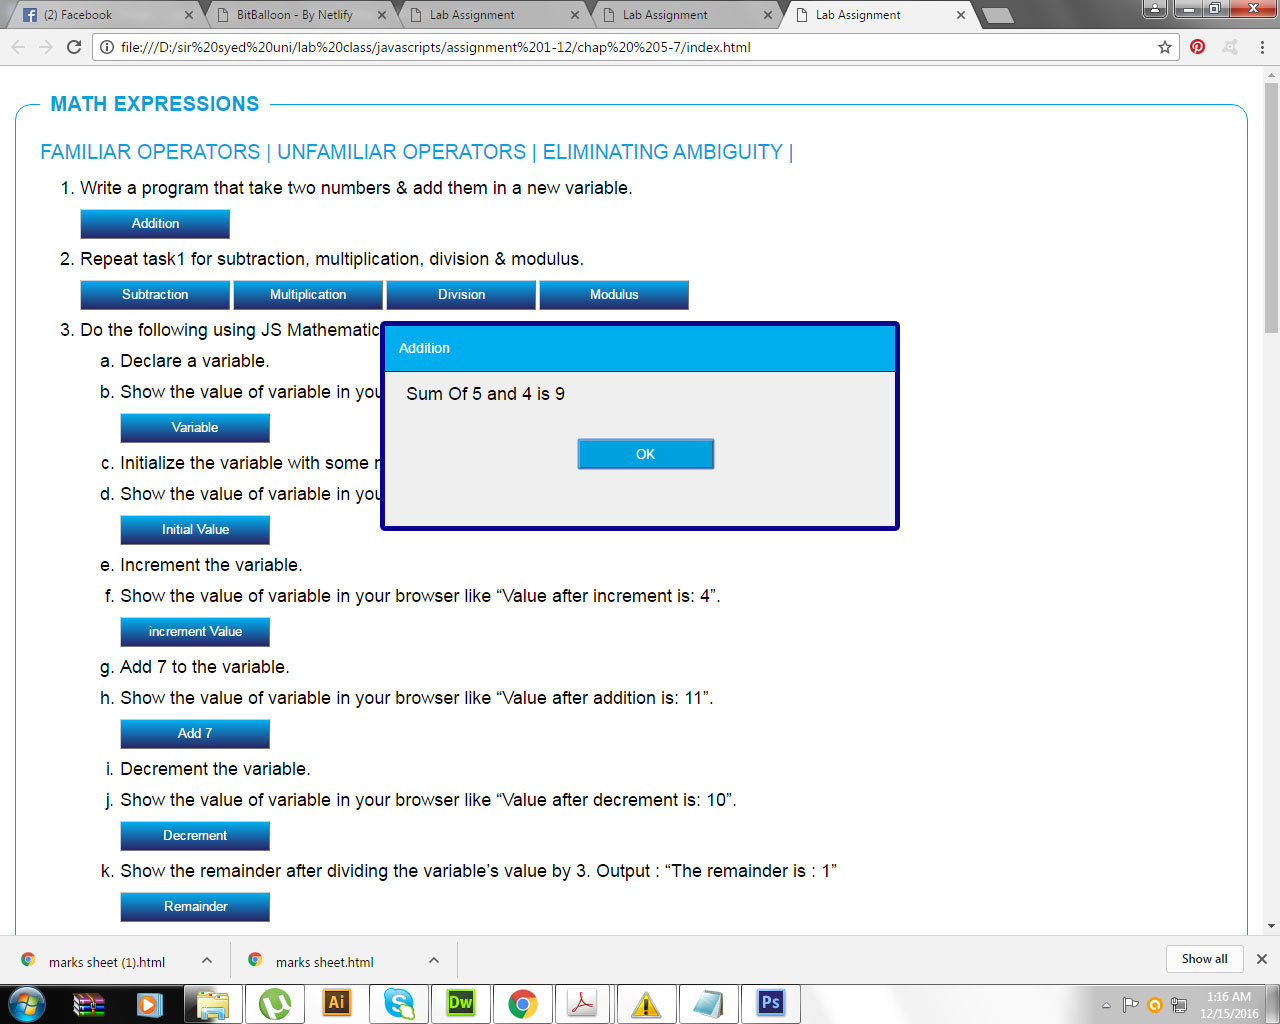 (2) Facebook
BitBalloon - By Netlify
Lab Assignment
Lab Assignment
Lab Assignment
file:///D:/sir%20syed%20uni/lab%20class/javascripts/assignment%201-12/chap%20%205-7/index.html
MATH EXPRESSIONS
FAMILIAR OPERATORS | UNFAMILIAR OPERATORS | ELIMINATING AMBIGUITY |
1. Write a program that take two numbers & add them in a new variable.
Addition
2. Repeat task1 for subtraction, multiplication, division & modulus.
Subtraction Multiplication Division Modulus
3. Do the following using JS Mathematic
Addition
a. Declare a variable.
b. Show the value of variable in you
Sum Of 5 and 4 is 9
Variable
OK
c. Initialize the variable with some
d. Show the value of variable in you
Initial Value
e. Increment the variable.
f. Show the value of variable in your browser like “Value after increment is: 4”.
increment Value
g. Add 7 to the variable.
h. Show the value of variable in your browser like “Value after addition is: 11”.
Add 7
i. Decrement the variable.
j. Show the value of variable in your browser like “Value after decrement is: 10”.
Decrement
k. Show the remainder after dividing the variable’s value by 3. Output : “The remainder is : 1”
Remainder
marks sheet (1).html
marks sheet.html
Show all
Ai
Dw
Ps
1:16 AM
12/15/2016